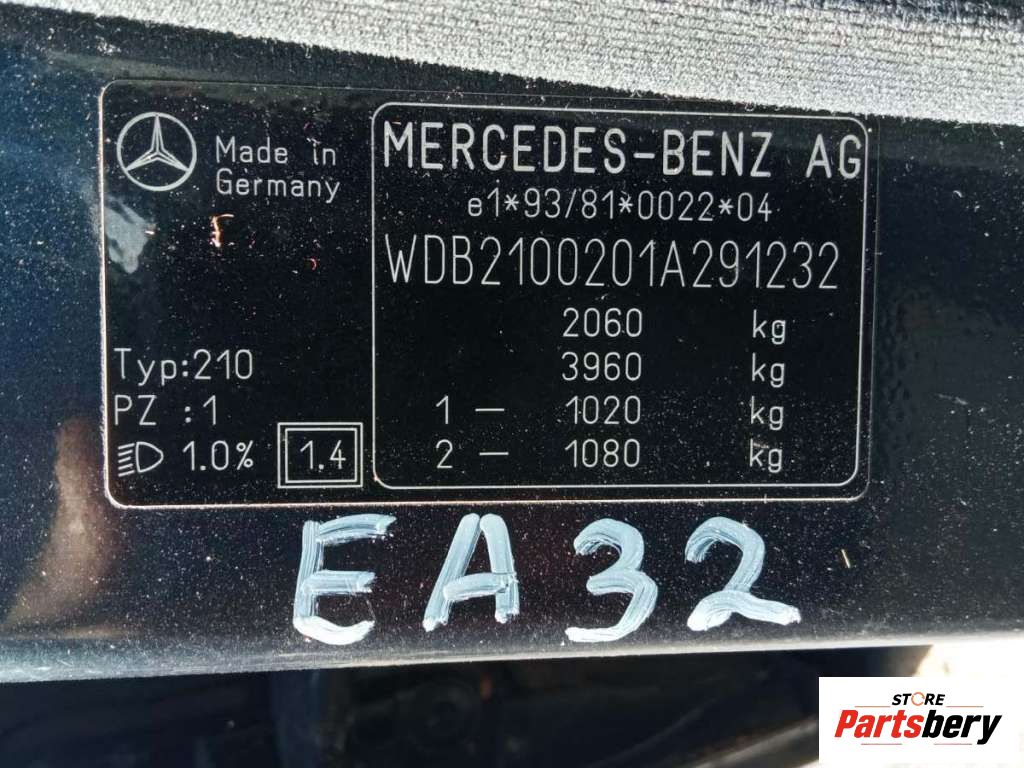 Made in
Germany
MERCEDES-BENZ AG
e1*93/81*0022*04
WDB2100201A291232
2060 kg
3960 kg
1 – 1020 kg
2 – 1080 kg
Typ:210
PZ :1
1.0% 1.4
EA32
STORE
Partsbery